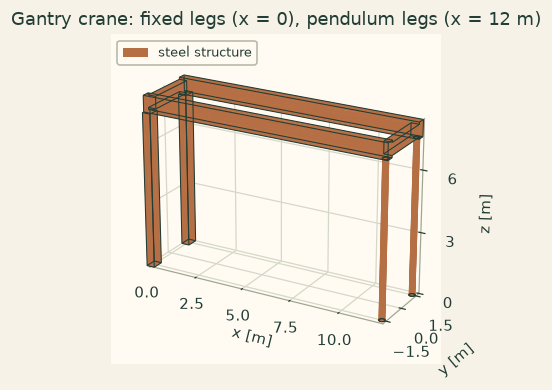 Gantry crane: fixed legs (x = 0), pendulum legs (x = 12 m)
steel structure
6
3
0
z [m]
0.0
2.5
5.0
7.5
10.0
x [m]
1.5
0.0
−1.5
y [m]